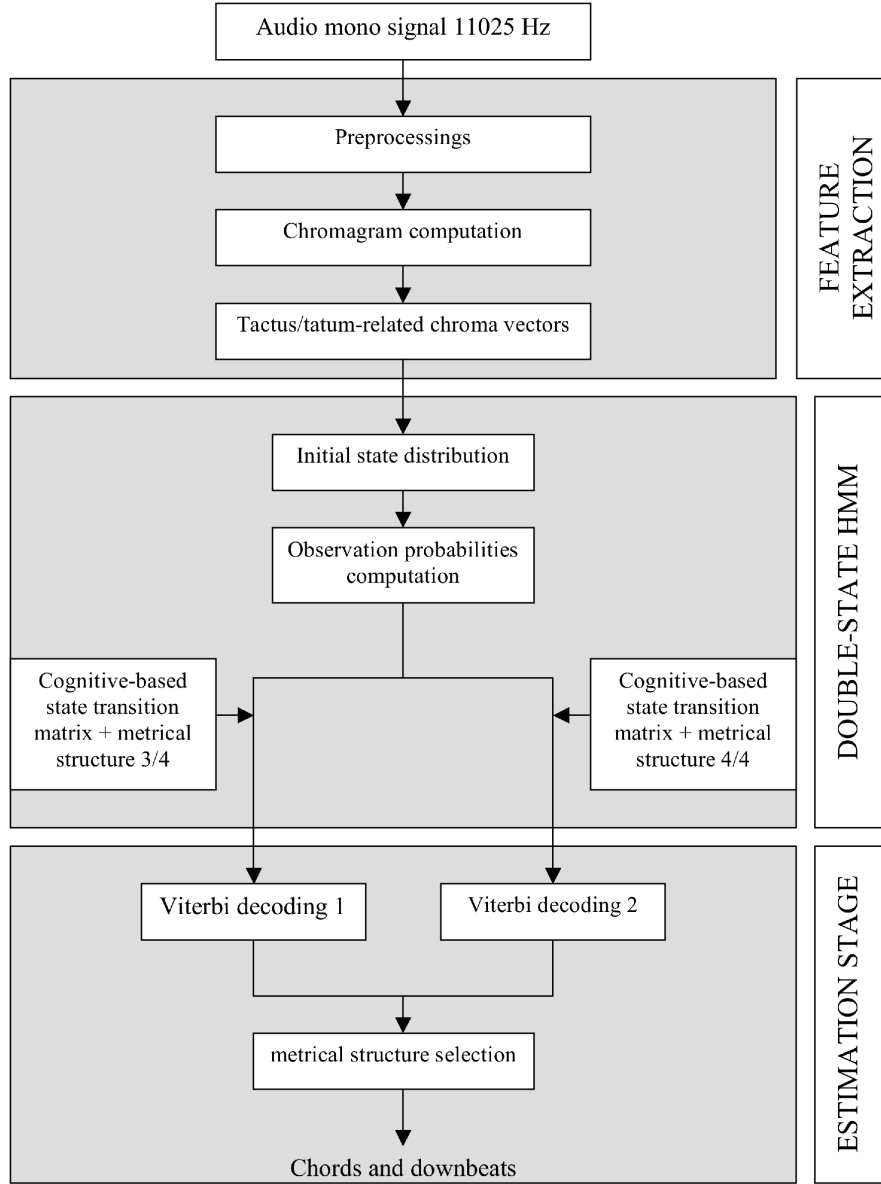 Audio mono signal 11025 Hz
Preprocessings
Chromagram computation
Tactus/tatum-related chroma vectors
FEATURE
EXTRACTION
Initial state distribution
Observation probabilities
computation
Cognitive-based
state transition
matrix + metrical
structure 3/4
Cognitive-based
state transition
matrix + metrical
structure 4/4
DOUBLE-STATE HMM
Viterbi decoding 1
Viterbi decoding 2
metrical structure selection
Chords and downbeats
ESTIMATION STAGE